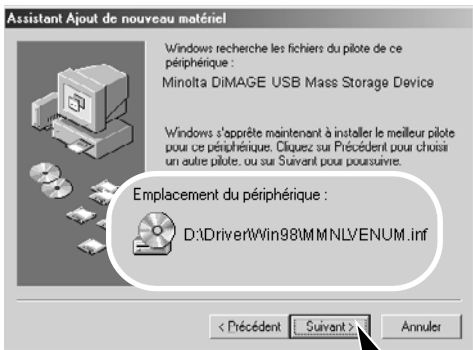 Assistant Ajout de nouveau matériel
Windows recherche les fichiers du pilote de ce
périphérique :
Minolta DiMAGE USB Mass Storage Device
Windows s'apprête maintenant à installer le meilleur pilote
pour ce périphérique. Cliquez sur Précédent pour choisir
un autre pilote, ou sur Suivant pour poursuivre.
Emplacement du périphérique :
D:\Driver\Win98\MMNLVENUM.inf
< Précédent Suivant > Annuler